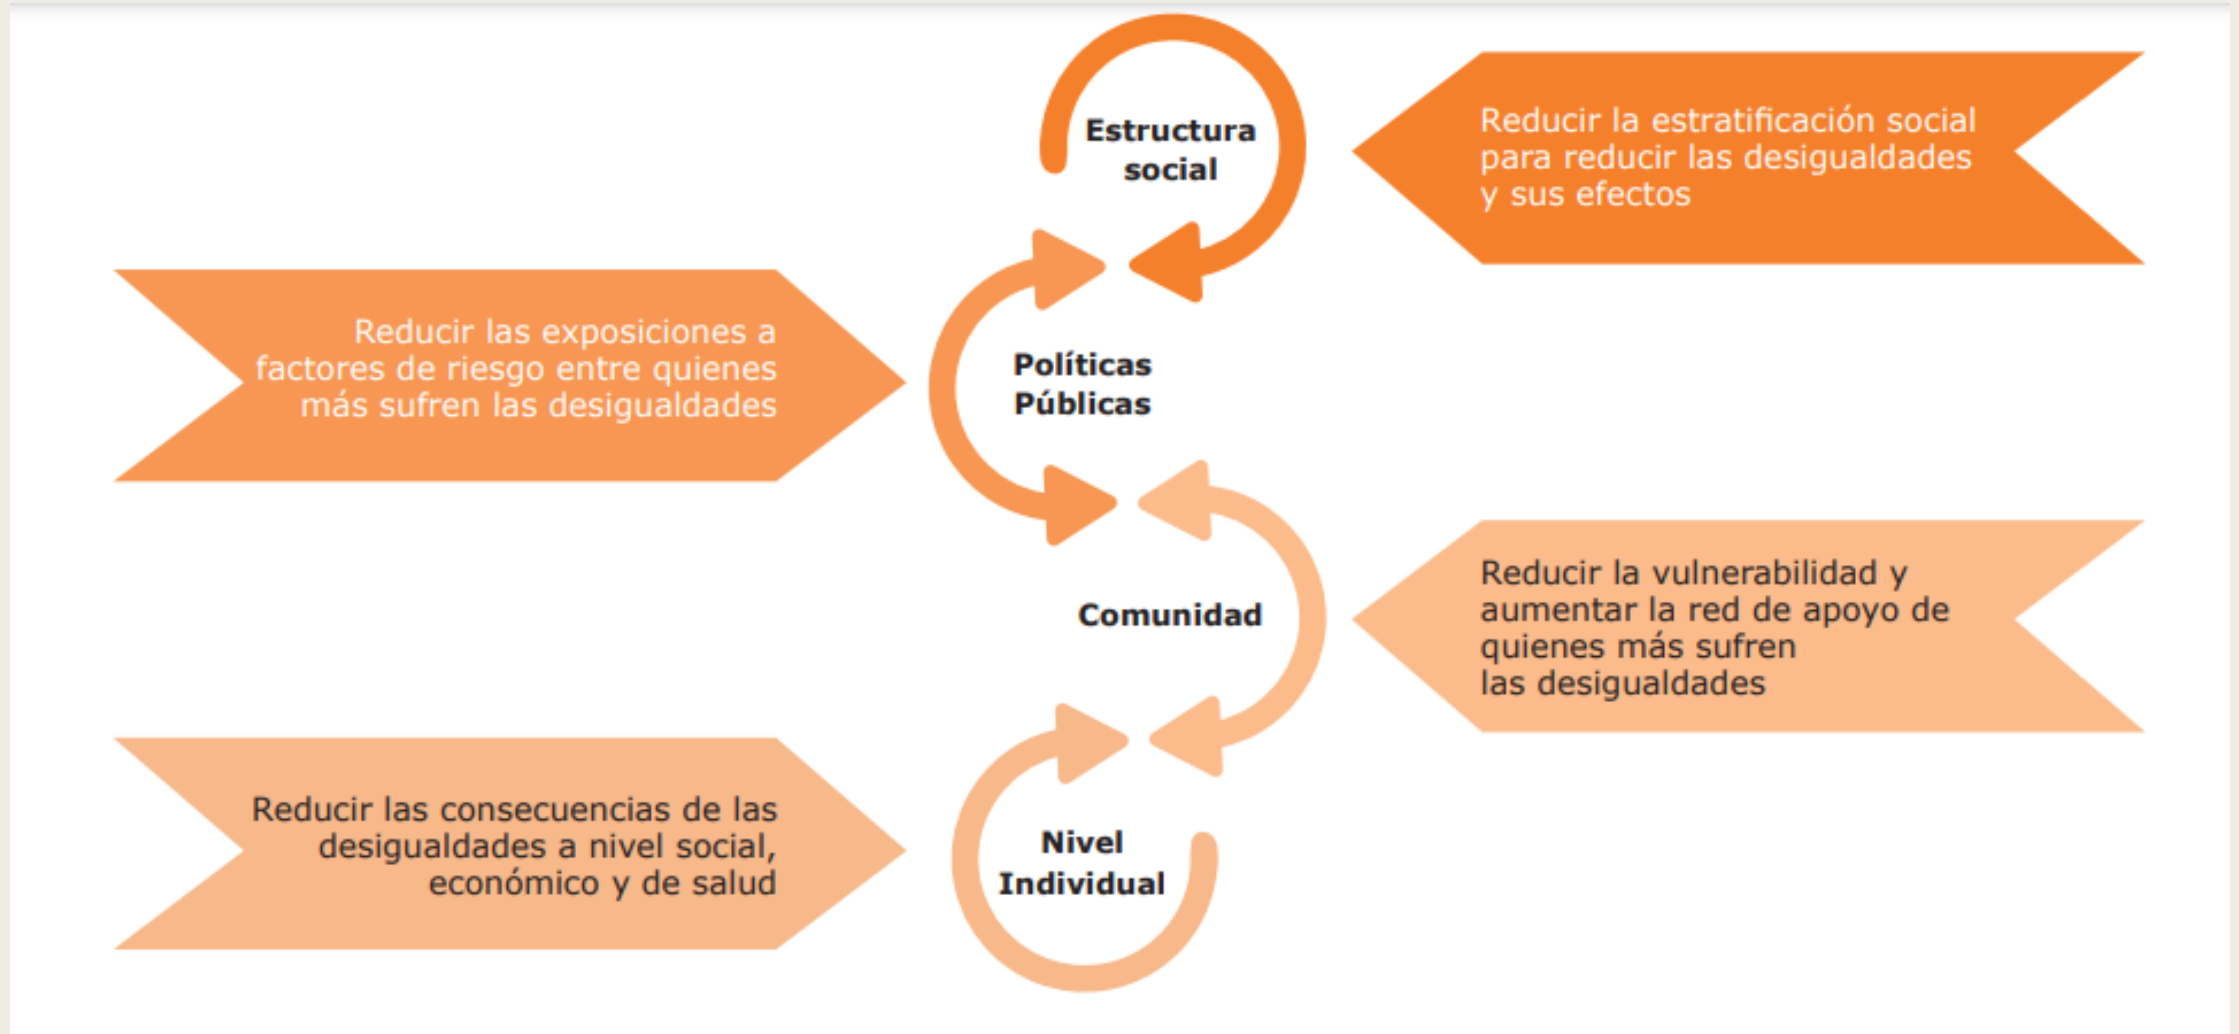 Estructura
social
Reducir la estratificación social
para reducir las desigualdades
y sus efectos
Reducir las exposiciones a
factores de riesgo entre quienes
más sufren las desigualdades
Políticas
Públicas
Comunidad
Reducir la vulnerabilidad y
aumentar la red de apoyo de
quienes más sufren
las desigualdades
Reducir las consecuencias de las
desigualdades a nivel social,
económico y de salud
Nivel
Individual